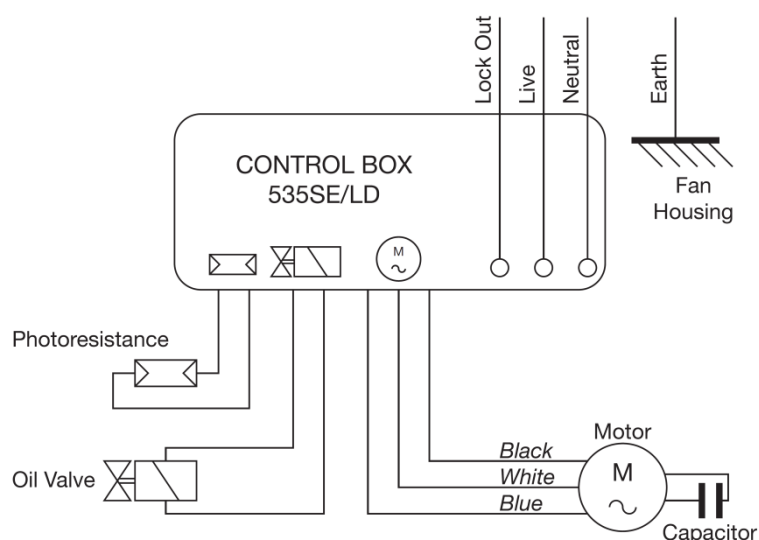 Lock Out
Live
Neutral
Earth
CONTROL BOX
535SE/LD
Fan
Housing
M
Photoresistance
Oil Valve
Black
White
Blue
Motor
M
Capacitor